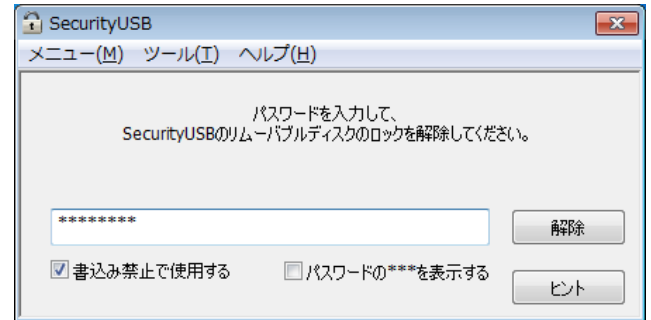 SecurityUSB
メニュー(M) ツール(T) ヘルプ(H)
パスワードを入力して、
SecurityUSBのリムーバブルディスクのロックを解除してください。
********
解除
書込み禁止で使用する
パスワードの***を表示する
ヒント